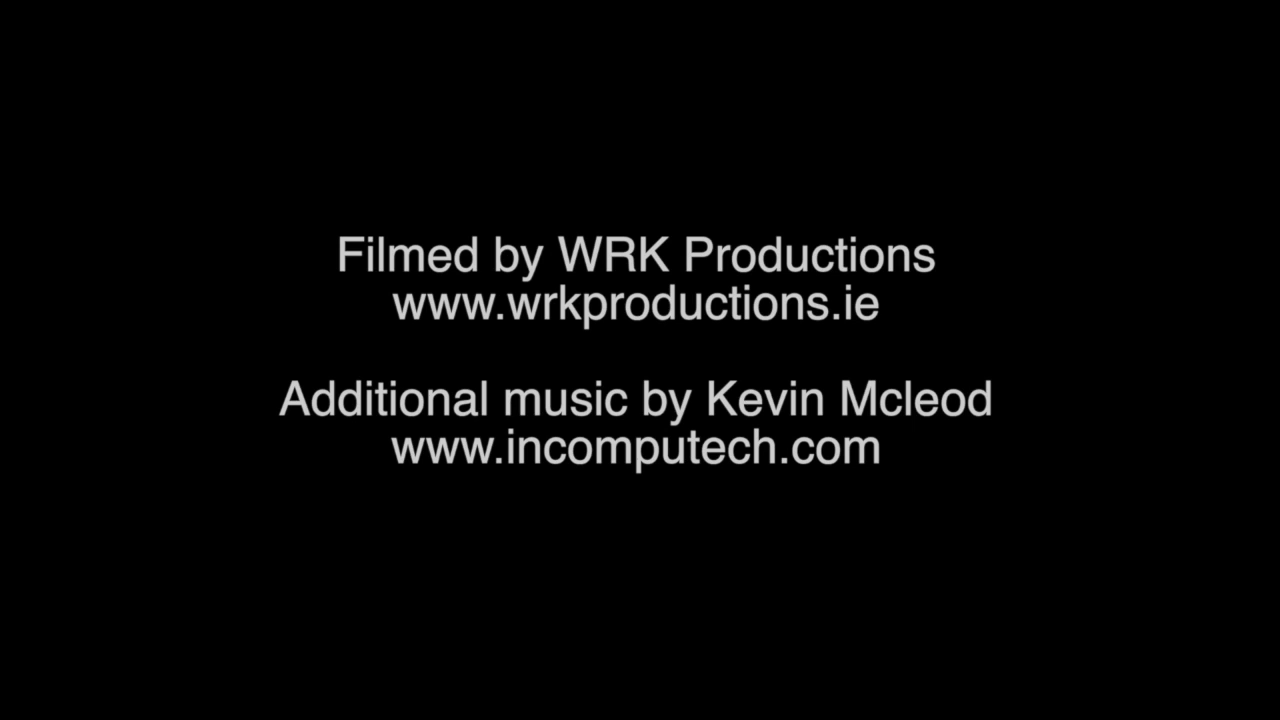 Filmed by WRK Productions
www.wrkproductions.ie
Additional music by Kevin Mcleod
www.incomputech.com